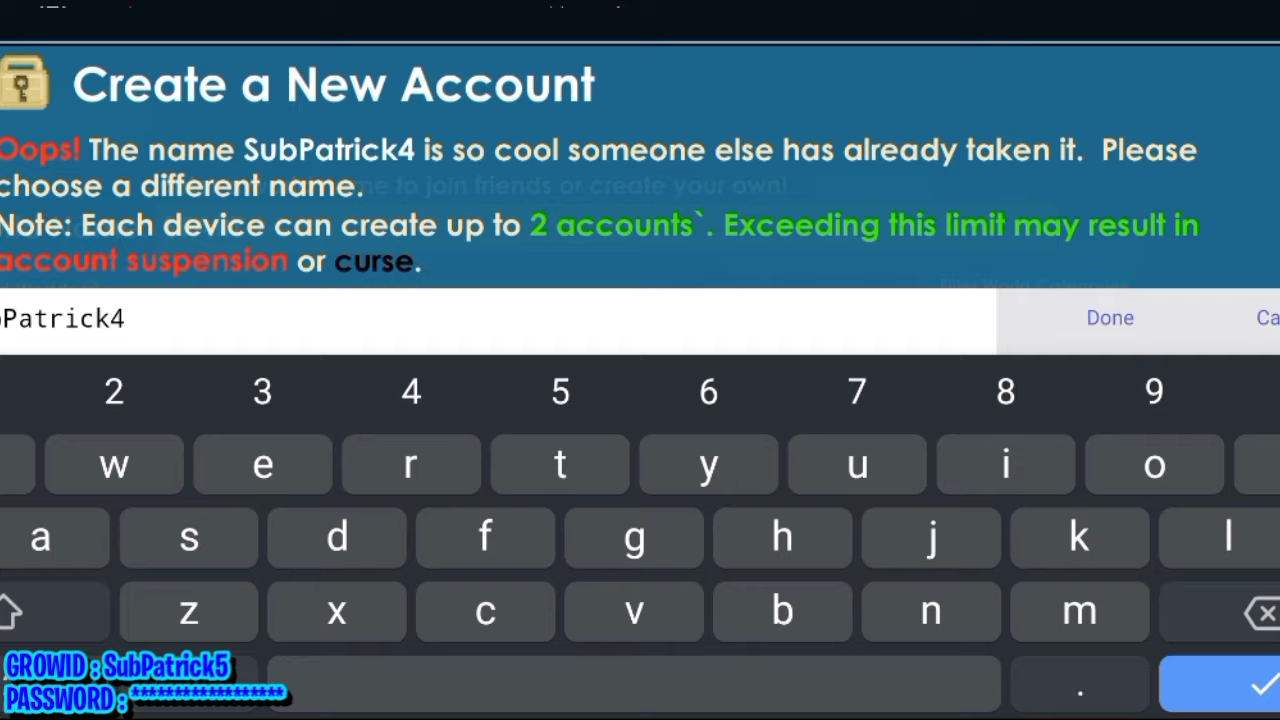 Create a New Account
Oops! The name SubPatrick4 is so cool someone else has already taken it.  Please
choose a different name.
Note: Each device can create up to 2 accounts`. Exceeding this limit may result in
account suspension or curse.
Patrick4
Done
Ca
2 3 4 5 6 7 8 9
w e r t y u i o
a s d f g h j k l
z x c v b n m
.
GROWID : SubPatrick5
PASSWORD : ******************